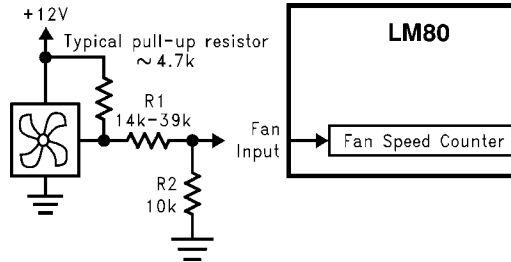 +12V
Typical pull-up resistor
~4.7k
R1
14k-39k
R2
10k
Fan
Input
LM80
Fan Speed Counter